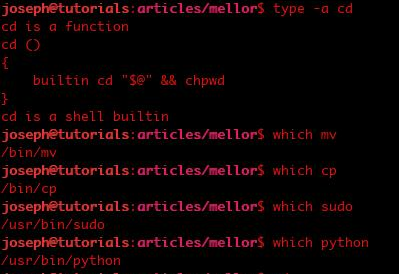 joseph@tutorials:articles/mellor$ type -a cd
cd is a function
cd ()
{
    builtin cd "$@" && chpwd
}
cd is a shell builtin
joseph@tutorials:articles/mellor$ which mv
/bin/mv
joseph@tutorials:articles/mellor$ which cp
/bin/cp
joseph@tutorials:articles/mellor$ which sudo
/usr/bin/sudo
joseph@tutorials:articles/mellor$ which python
/usr/bin/python